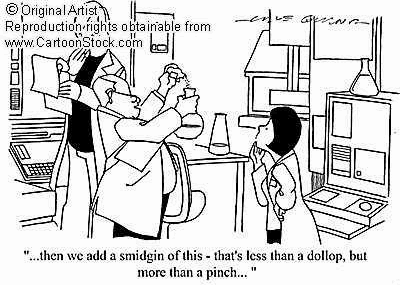 © Original Artist
Reproduction rights obtainable from
www.CartoonStock.com
"...then we add a smidgin of this - that's less than a dollop, but
more than a pinch... "